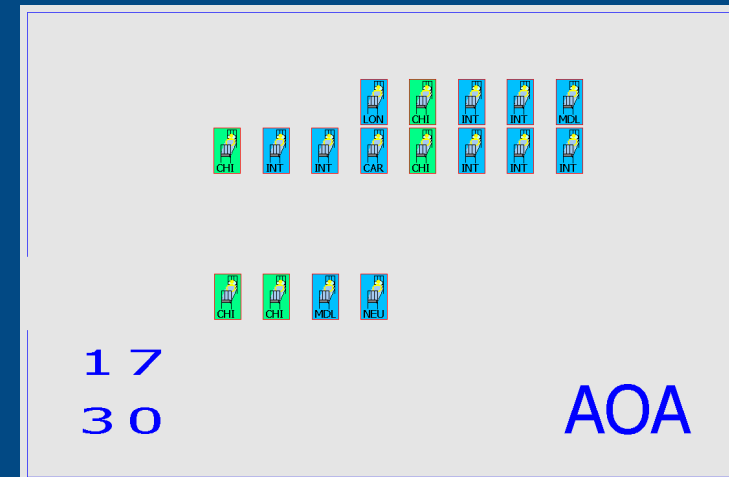 LON CHI INT INT MDL
CHI INT INT CAR CHI INT INT INT
CHI CHI MDL NEU
17
30
AOA